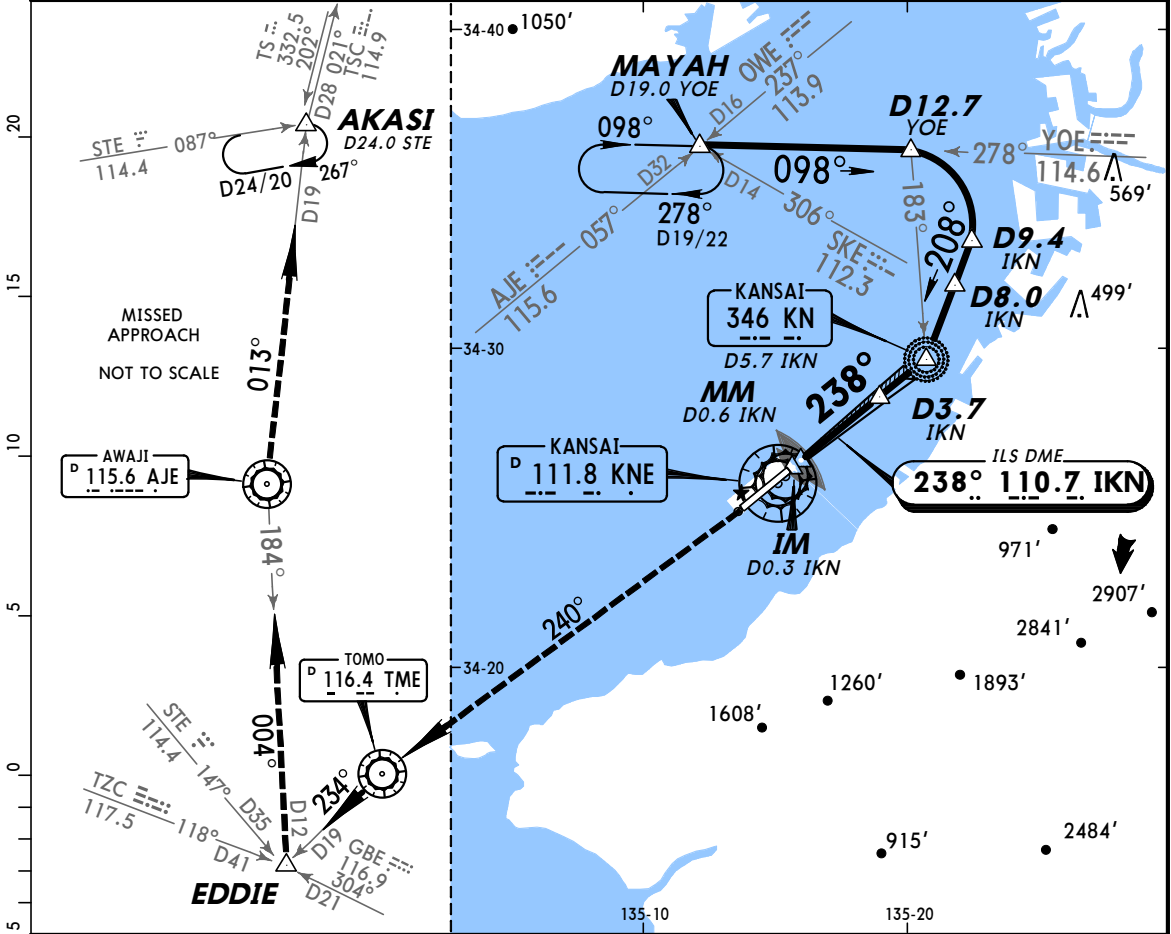 1050'
34-40
TS
332.5
202°
D28 021°
TSC
114.9
AKASI
D24.0 STE
STE
114.4
087°
267°
D24/20
D19
MISSED
APPROACH
NOT TO SCALE
013°
AWAJI
D 115.6 AJE
184°
TOMO
D 116.4 TME
004°
234°
D12
D19
STE
114.4
147°
D35
TZC
117.5
118°
D41
GBE
116.9
304°
D21
EDDIE
20
15
10
5
0
5
MAYAH
D19.0 YOE
OWE
237°
113.9
D16
098°
D32
D14
278°
D19/22
AJE
115.6
057°
306°
SKE
112.3
098°
D12.7
YOE
278°
YOE
114.6
569'
183°
208°
D9.4
IKN
D8.0
IKN
499'
KANSAI
346 KN
D5.7 IKN
34-30
MM
D0.6 IKN
238°
D3.7
IKN
KANSAI
D 111.8 KNE
ILS DME
238° 110.7 IKN
IM
D0.3 IKN
971'
2907'
2841'
1893'
1260'
1608'
240°
34-20
915'
2484'
135-10
135-20